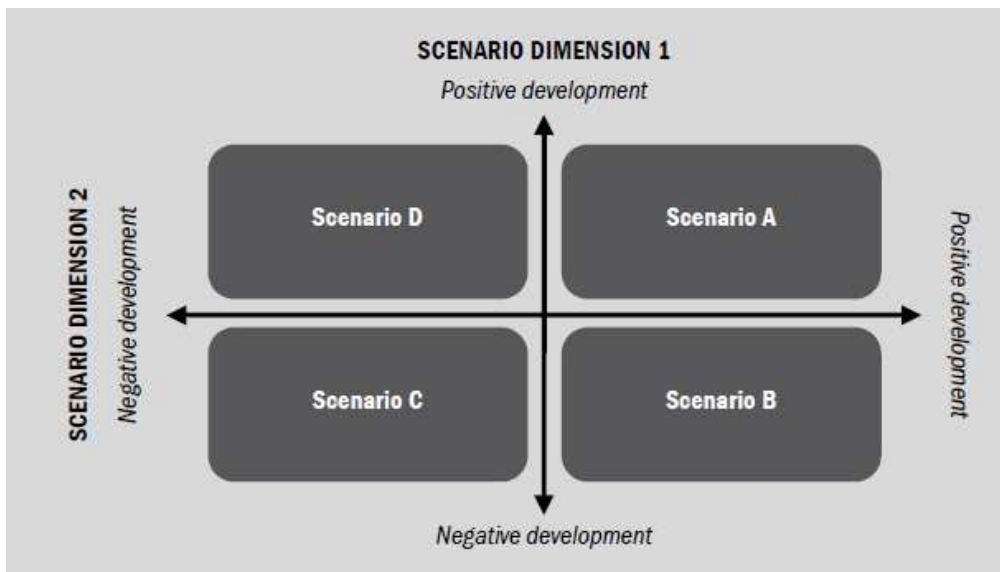 SCENARIO DIMENSION 1
Positive development
SCENARIO DIMENSION 2
Negative development
Scenario D
Scenario A
Positive development
Scenario C
Scenario B
Negative development